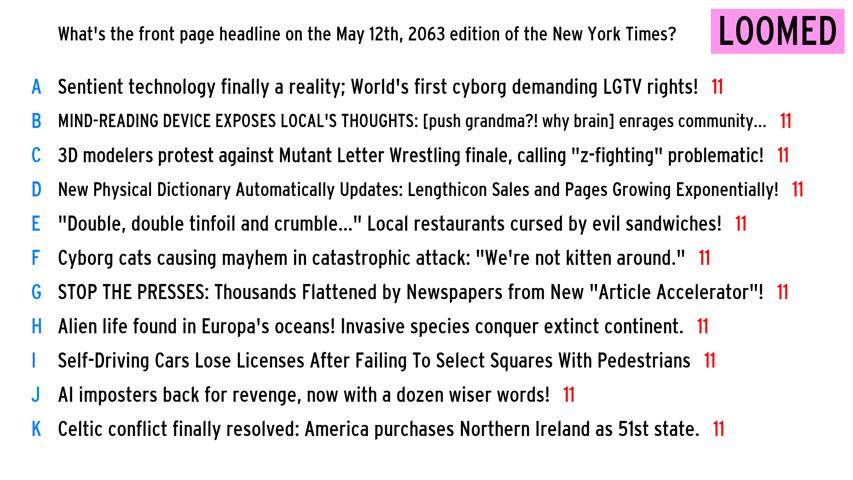 What's the front page headline on the May 12th, 2063 edition of the New York Times? LOOMED
A Sentient technology finally a reality; World's first cyborg demanding LGTV rights! 11
B MIND-READING DEVICE EXPOSES LOCAL'S THOUGHTS: [push grandma?! why brain] enrages community... 11
C 3D modelers protest against Mutant Letter Wrestling finale, calling "z-fighting" problematic! 11
D New Physical Dictionary Automatically Updates: Lengthicon Sales and Pages Growing Exponentially! 11
E "Double, double tinfoil and crumble..." Local restaurants cursed by evil sandwiches! 11
F Cyborg cats causing mayhem in catastrophic attack: "We're not kitten around." 11
G STOP THE PRESSES: Thousands Flattened by Newspapers from New "Article Accelerator"! 11
H Alien life found in Europa's oceans! Invasive species conquer extinct continent. 11
I Self-Driving Cars Lose Licenses After Failing To Select Squares With Pedestrians 11
J AI imposters back for revenge, now with a dozen wiser words! 11
K Celtic conflict finally resolved: America purchases Northern Ireland as 51st state. 11